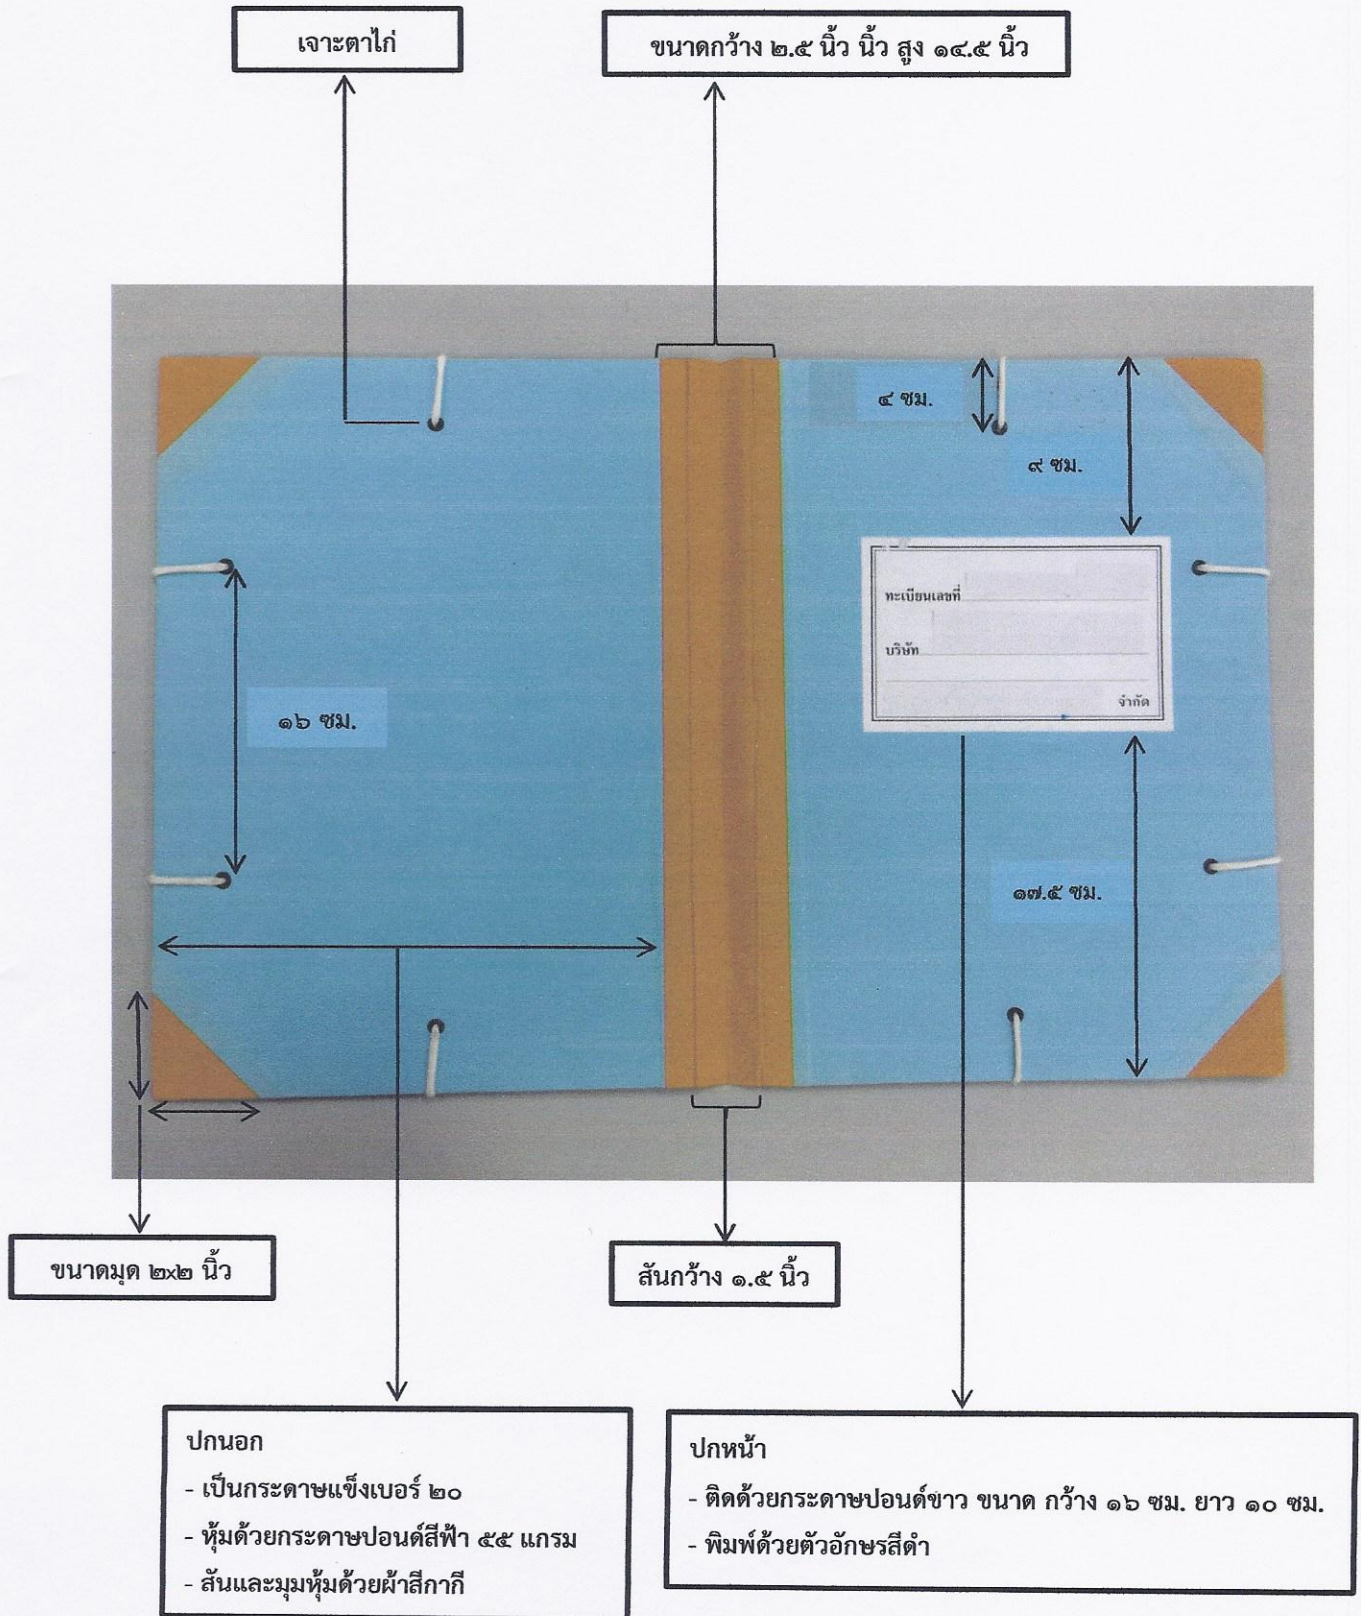 เจาะตาไก่
ขนาดกว้าง ๒.๕ นิ้ว นิ้ว สูง ๑๔.๕ นิ้ว
๔ ซม.
๙ ซม.
ทะเบียนเลขที่
บริษัท
จำกัด
๑๖ ซม.
๑๗.๕ ซม.
ขนาดมุด ๒x๒ นิ้ว
สันกว้าง ๑.๕ นิ้ว
ปกนอก
- เป็นกระดาษแข็งเบอร์ ๒๐
- หุ้มด้วยกระดาษปอนด์สีฟ้า ๕๕ แกรม
- สันและมุมหุ้มด้วยผ้าสีกากี
ปกหน้า
- ติดด้วยกระดาษปอนด์ขาว ขนาด กว้าง ๑๖ ซม. ยาว ๑๐ ซม.
- พิมพ์ด้วยตัวอักษรสีดำ